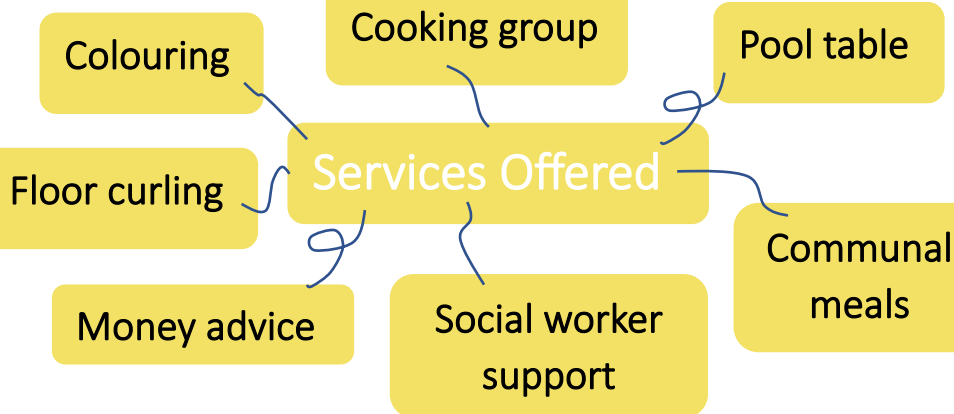 Cooking group
Colouring
Pool table
Services Offered
Floor curling
Communal
meals
Money advice
Social worker
support